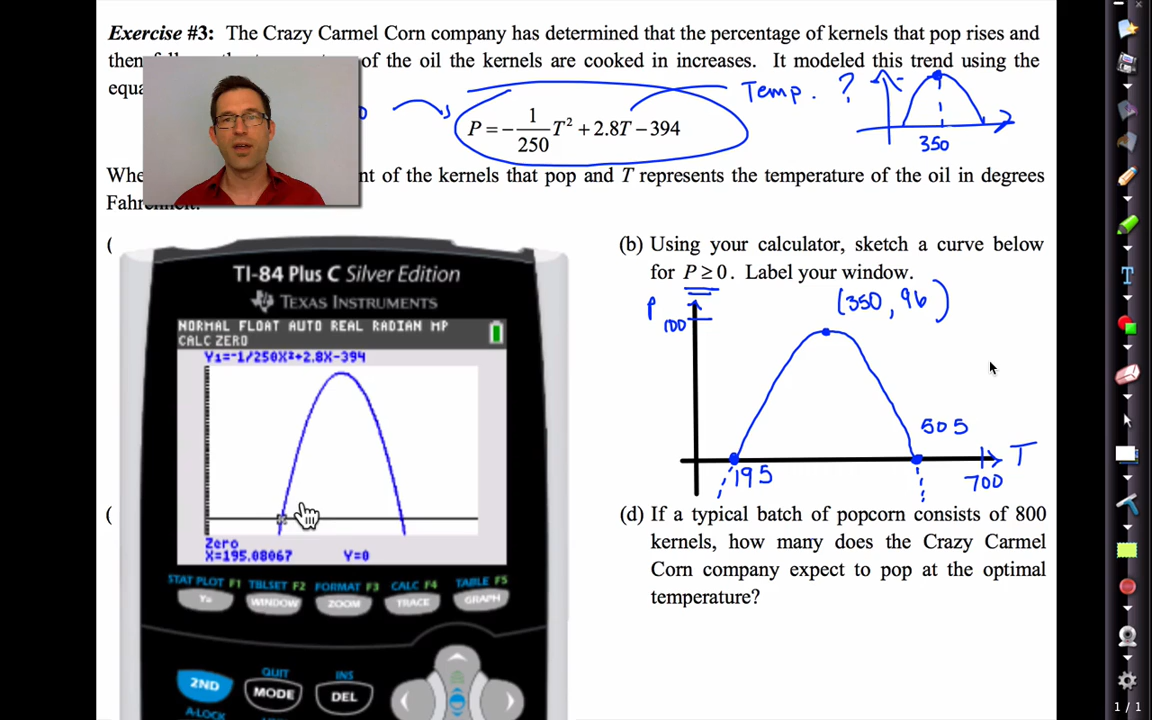 Exercise #3: The Crazy Carmel Corn company has determined that the percentage of kernels that pop rises and
then of the oil the kernels are cooked in increases. It modeled this trend using the
equa
Temp. ?
P = -1/250 T² + 2.8T - 394
350
Whe nt of the kernels that pop and T represents the temperature of the oil in degrees
Fahrenheit.
(
(b) Using your calculator, sketch a curve below
for P ≥ 0. Label your window.
(350, 96)
P
100
505
195
T
700
TI-84 Plus C Silver Edition
TEXAS INSTRUMENTS
NORMAL FLOAT AUTO REAL RADIAN MP
CALC ZERO
Y1=-1/250X²+2.8X-394
Zero
X=195.08067 Y=0
STAT PLOT F1 TBLSET F2 FORMAT F3 CALC F4 TABLE F5
Y= WINDOW ZOOM TRACE GRAPH
QUIT INS
2ND MODE DEL
A-LOCK
(
(d) If a typical batch of popcorn consists of 800
kernels, how many does the Crazy Carmel
Corn company expect to pop at the optimal
temperature?
T
1 / 1